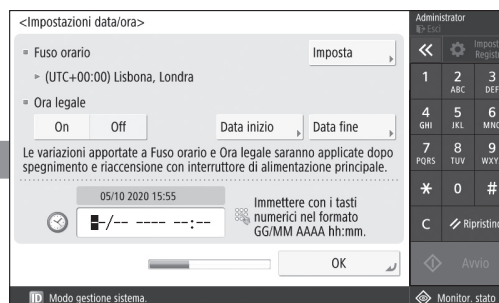 <Impostazioni data/ora>
Fuso orario
Imposta
(UTC+00:00) Lisbona, Londra
Ora legale
On Off
Data inizio
Data fine
Le variazioni apportate a Fuso orario e Ora legale saranno applicate dopo
spegnimento e riaccensione con interruttore di alimentazione principale.
05/10 2020 15:55
-/-- ---- --:--
Immettere con i tasti
numerici nel formato
GG/MM AAAA hh:mm.
OK
ID Modo gestione sistema.
Administrator
Esci
Impost
Registr
1
2 ABC
3 DEF
4 GHI
5 JKL
6 MNO
7 PQRS
8 TUV
9 WXY
* 0 #
C
Ripristino
Avvio
Monitor. stato